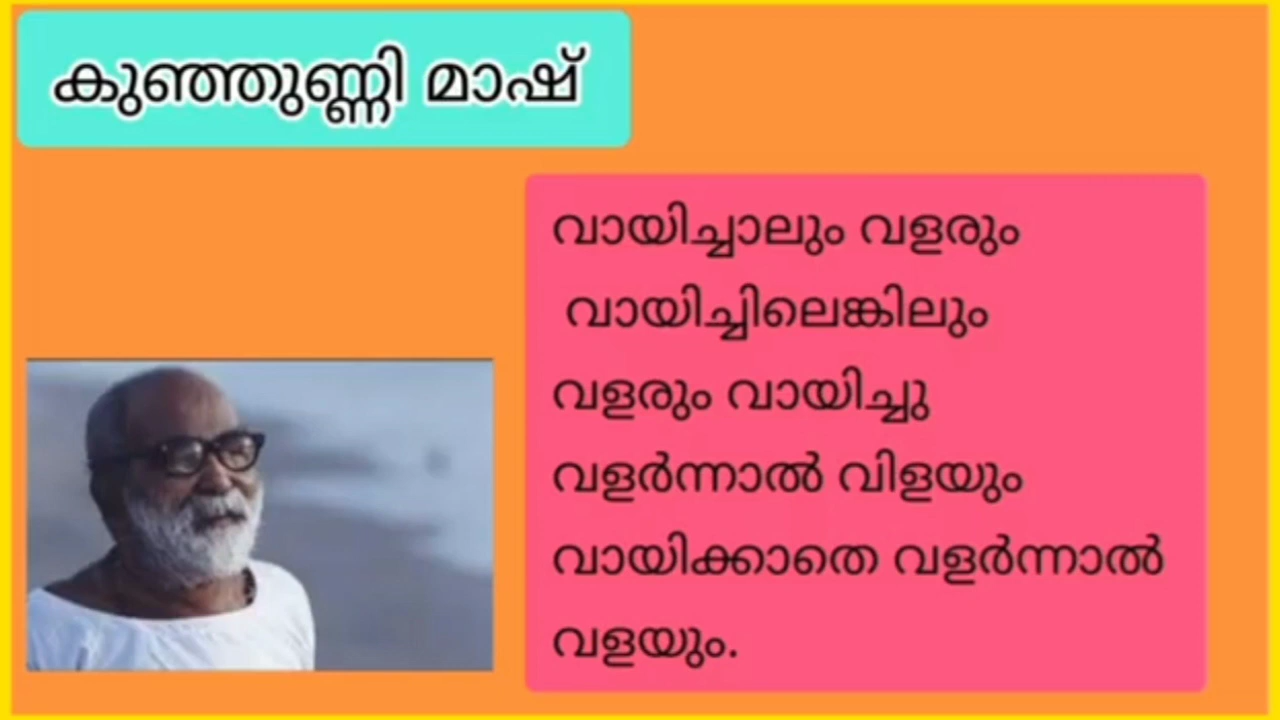 കുഞ്ഞുണ്ണി മാഷ്
വായിച്ചാലും വളരും
വായിച്ചിലെങ്കിലും
വളരും വായിച്ചു
വളർന്നാൽ വിളയും
വായിക്കാതെ വളർന്നാൽ
വളയും.